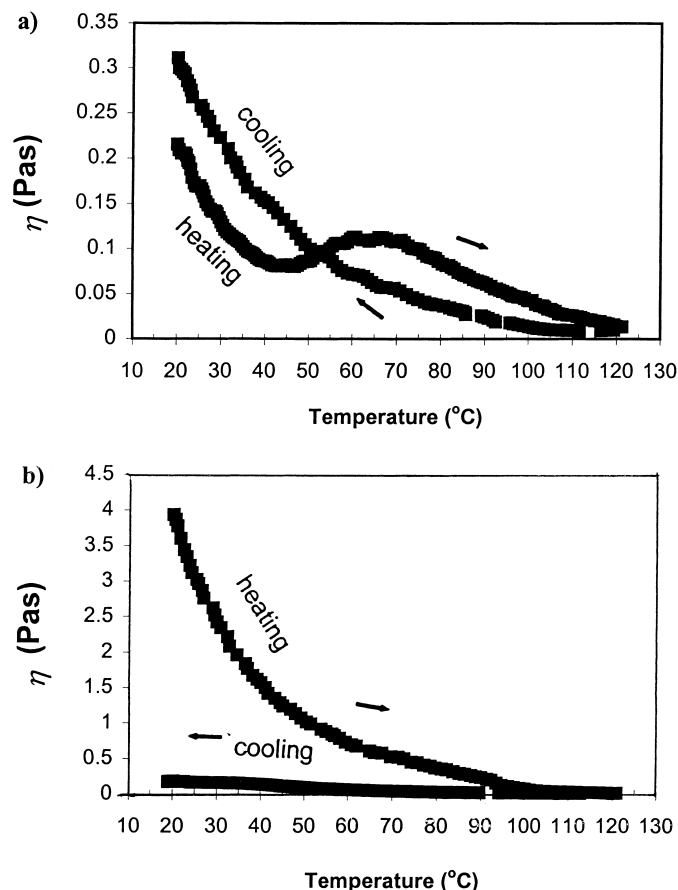 a)
0.35
0.3
0.25
0.2
0.15
0.1
0.05
0
η (Pas)
cooling
heating
10 20 30 40 50 60 70 80 90 100 110 120 130
Temperature (°C)
b)
4.5
4
3.5
3
2.5
2
1.5
1
0.5
0
η (Pas)
heating
cooling
10 20 30 40 50 60 70 80 90 100 110 120 130
Temperature (°C)